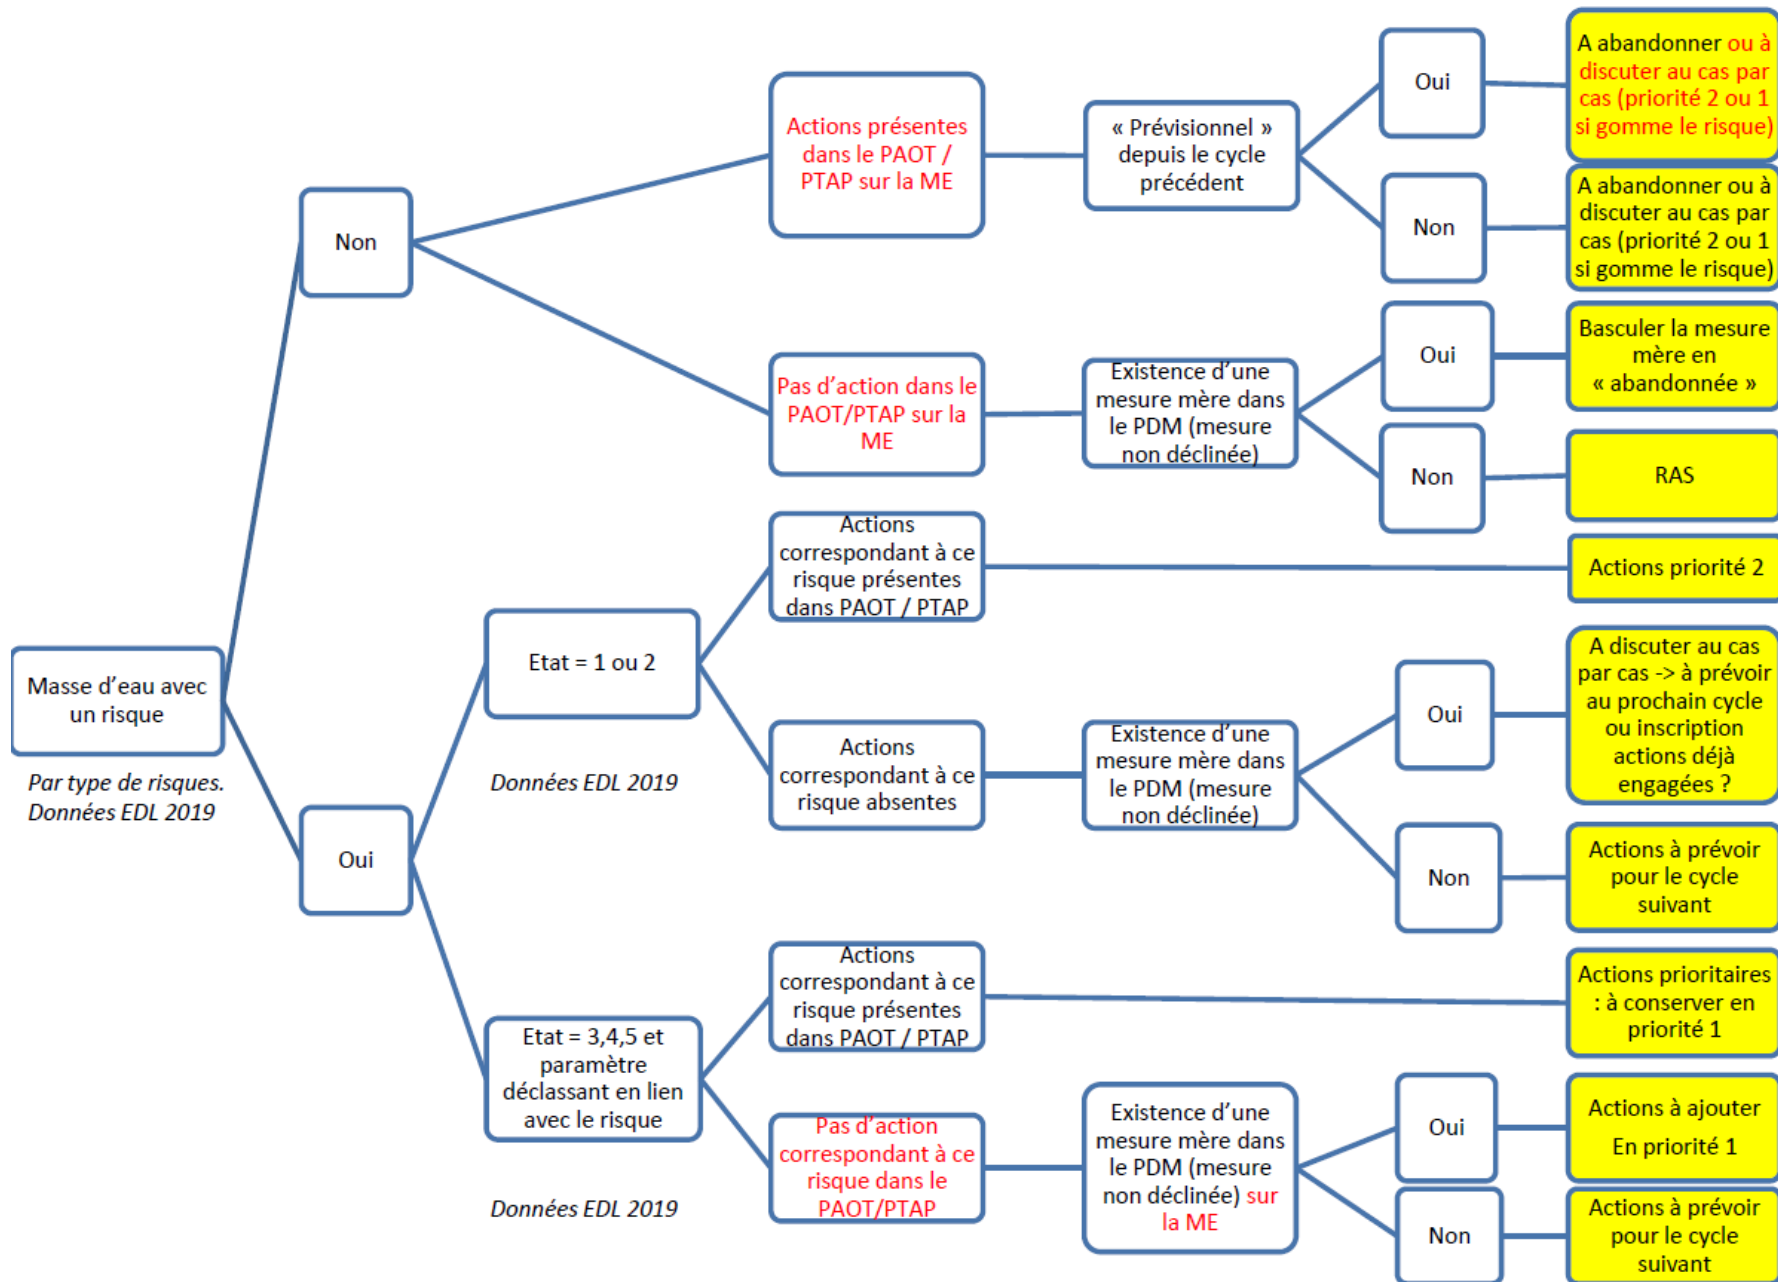 Masse d'eau avec
un risque
Par type de risques.
Données EDL 2019
Non
Actions présentes
dans le PAOT /
PTAP sur la ME
« Prévisionnel »
depuis le cycle
précédent
Oui
A abandonner ou à
discuter au cas par
cas (priorité 2 ou 1
si gomme le risque)
Non
A abandonner ou à
discuter au cas par
cas (priorité 2 ou 1
si gomme le risque)
Pas d'action dans le
PAOT/PTAP sur la
ME
Existence d'une
mesure mère dans
le PDM (mesure
non déclinée)
Oui
Basculer la mesure
mère en
« abandonnée »
Non
RAS
Oui
Etat = 1 ou 2
Données EDL 2019
Actions
correspondant à ce
risque présentes
dans PAOT / PTAP
Actions priorité 2
Actions
correspondant à ce
risque absentes
Existence d'une
mesure mère dans
le PDM (mesure
non déclinée)
Oui
A discuter au cas
par cas -> à prévoir
au prochain cycle
ou inscription
actions déjà
engagées ?
Non
Actions à prévoir
pour le cycle
suivant
Etat = 3,4,5 et
paramètre
déclassant en lien
avec le risque
Données EDL 2019
Actions
correspondant à ce
risque présentes
dans PAOT / PTAP
Actions prioritaires
: à conserver en
priorité 1
Pas d'action
correspondant à ce
risque dans le
PAOT/PTAP
Existence d'une
mesure mère dans
le PDM (mesure
non déclinée) sur
la ME
Oui
Actions à ajouter
En priorité 1
Non
Actions à prévoir
pour le cycle
suivant